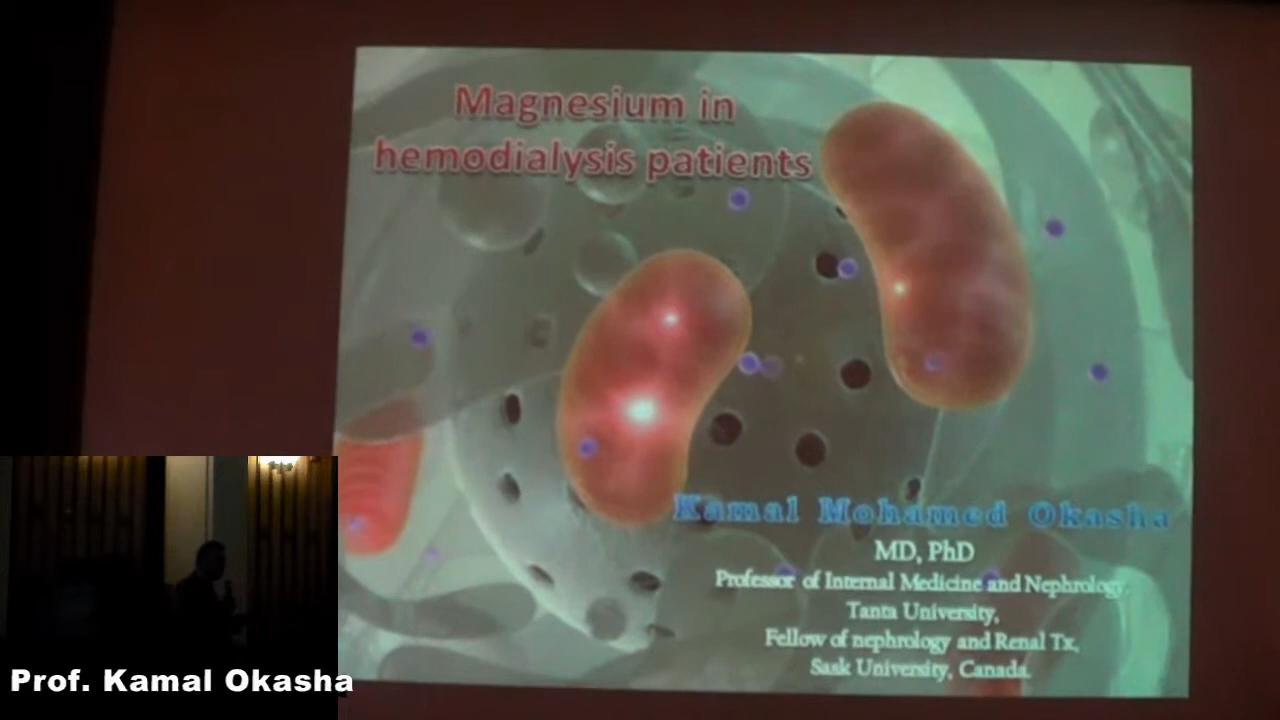 Magnesium in
hemodialysis patients
Kamal Mohamed Okasha
MD, PhD
Professor of Internal Medicine and Nephrology.
Tanta University,
Fellow of nephrology and Renal Tx,
Sask University, Canada.
Prof. Kamal Okasha